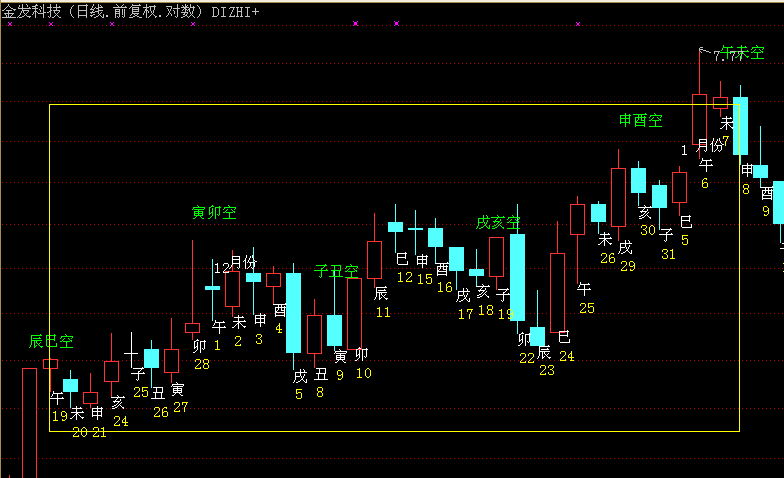 金发科技 (日线.前复权.对数) DIZHI+
午未空
7.77
申酉空
寅卯空
戌亥空
子丑空
辰巳空
12月份
1月份
午 19
未 20
申 21
亥 24
子 25
丑 26
寅 27
卯 28
午 1
未 2
申 3
酉 4
戌 5
丑 8
寅 9
卯 10
辰 11
巳 12
申 15
酉 16
戌 17
亥 18
子 19
卯 22
辰 23
巳 24
午 25
未 26
戌 29
亥 30
子 31
巳 5
午 6
未 7
申 8
酉 9